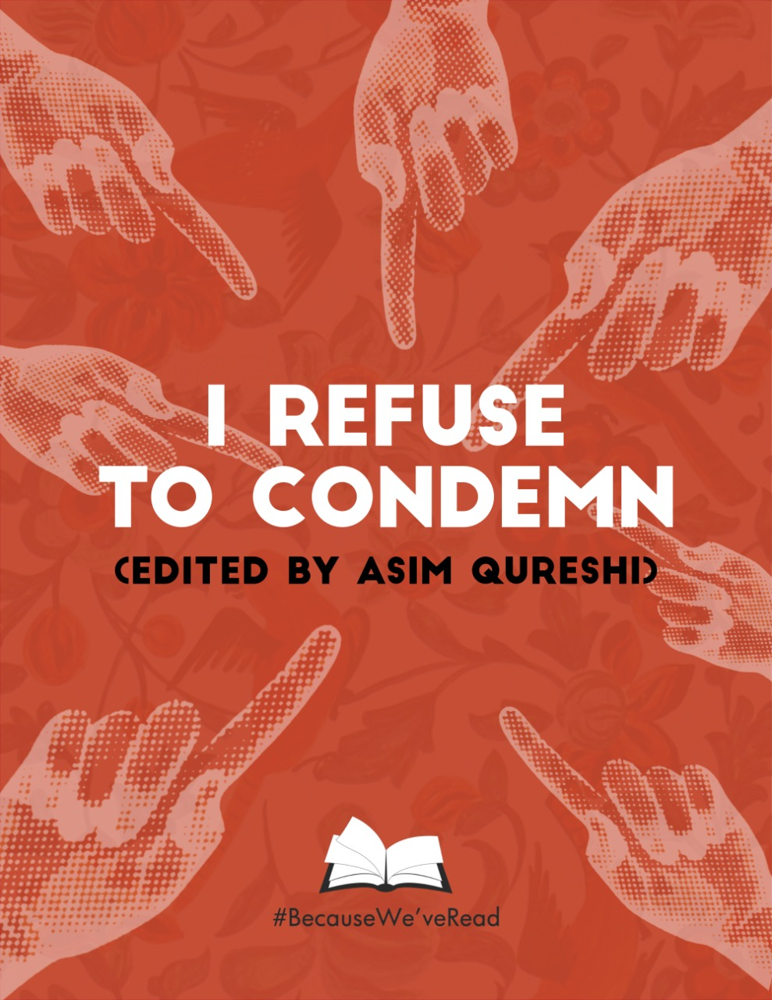 I REFUSE
TO CONDEMN
(EDITED BY ASIM QURESHI)
#BecauseWe'veRead